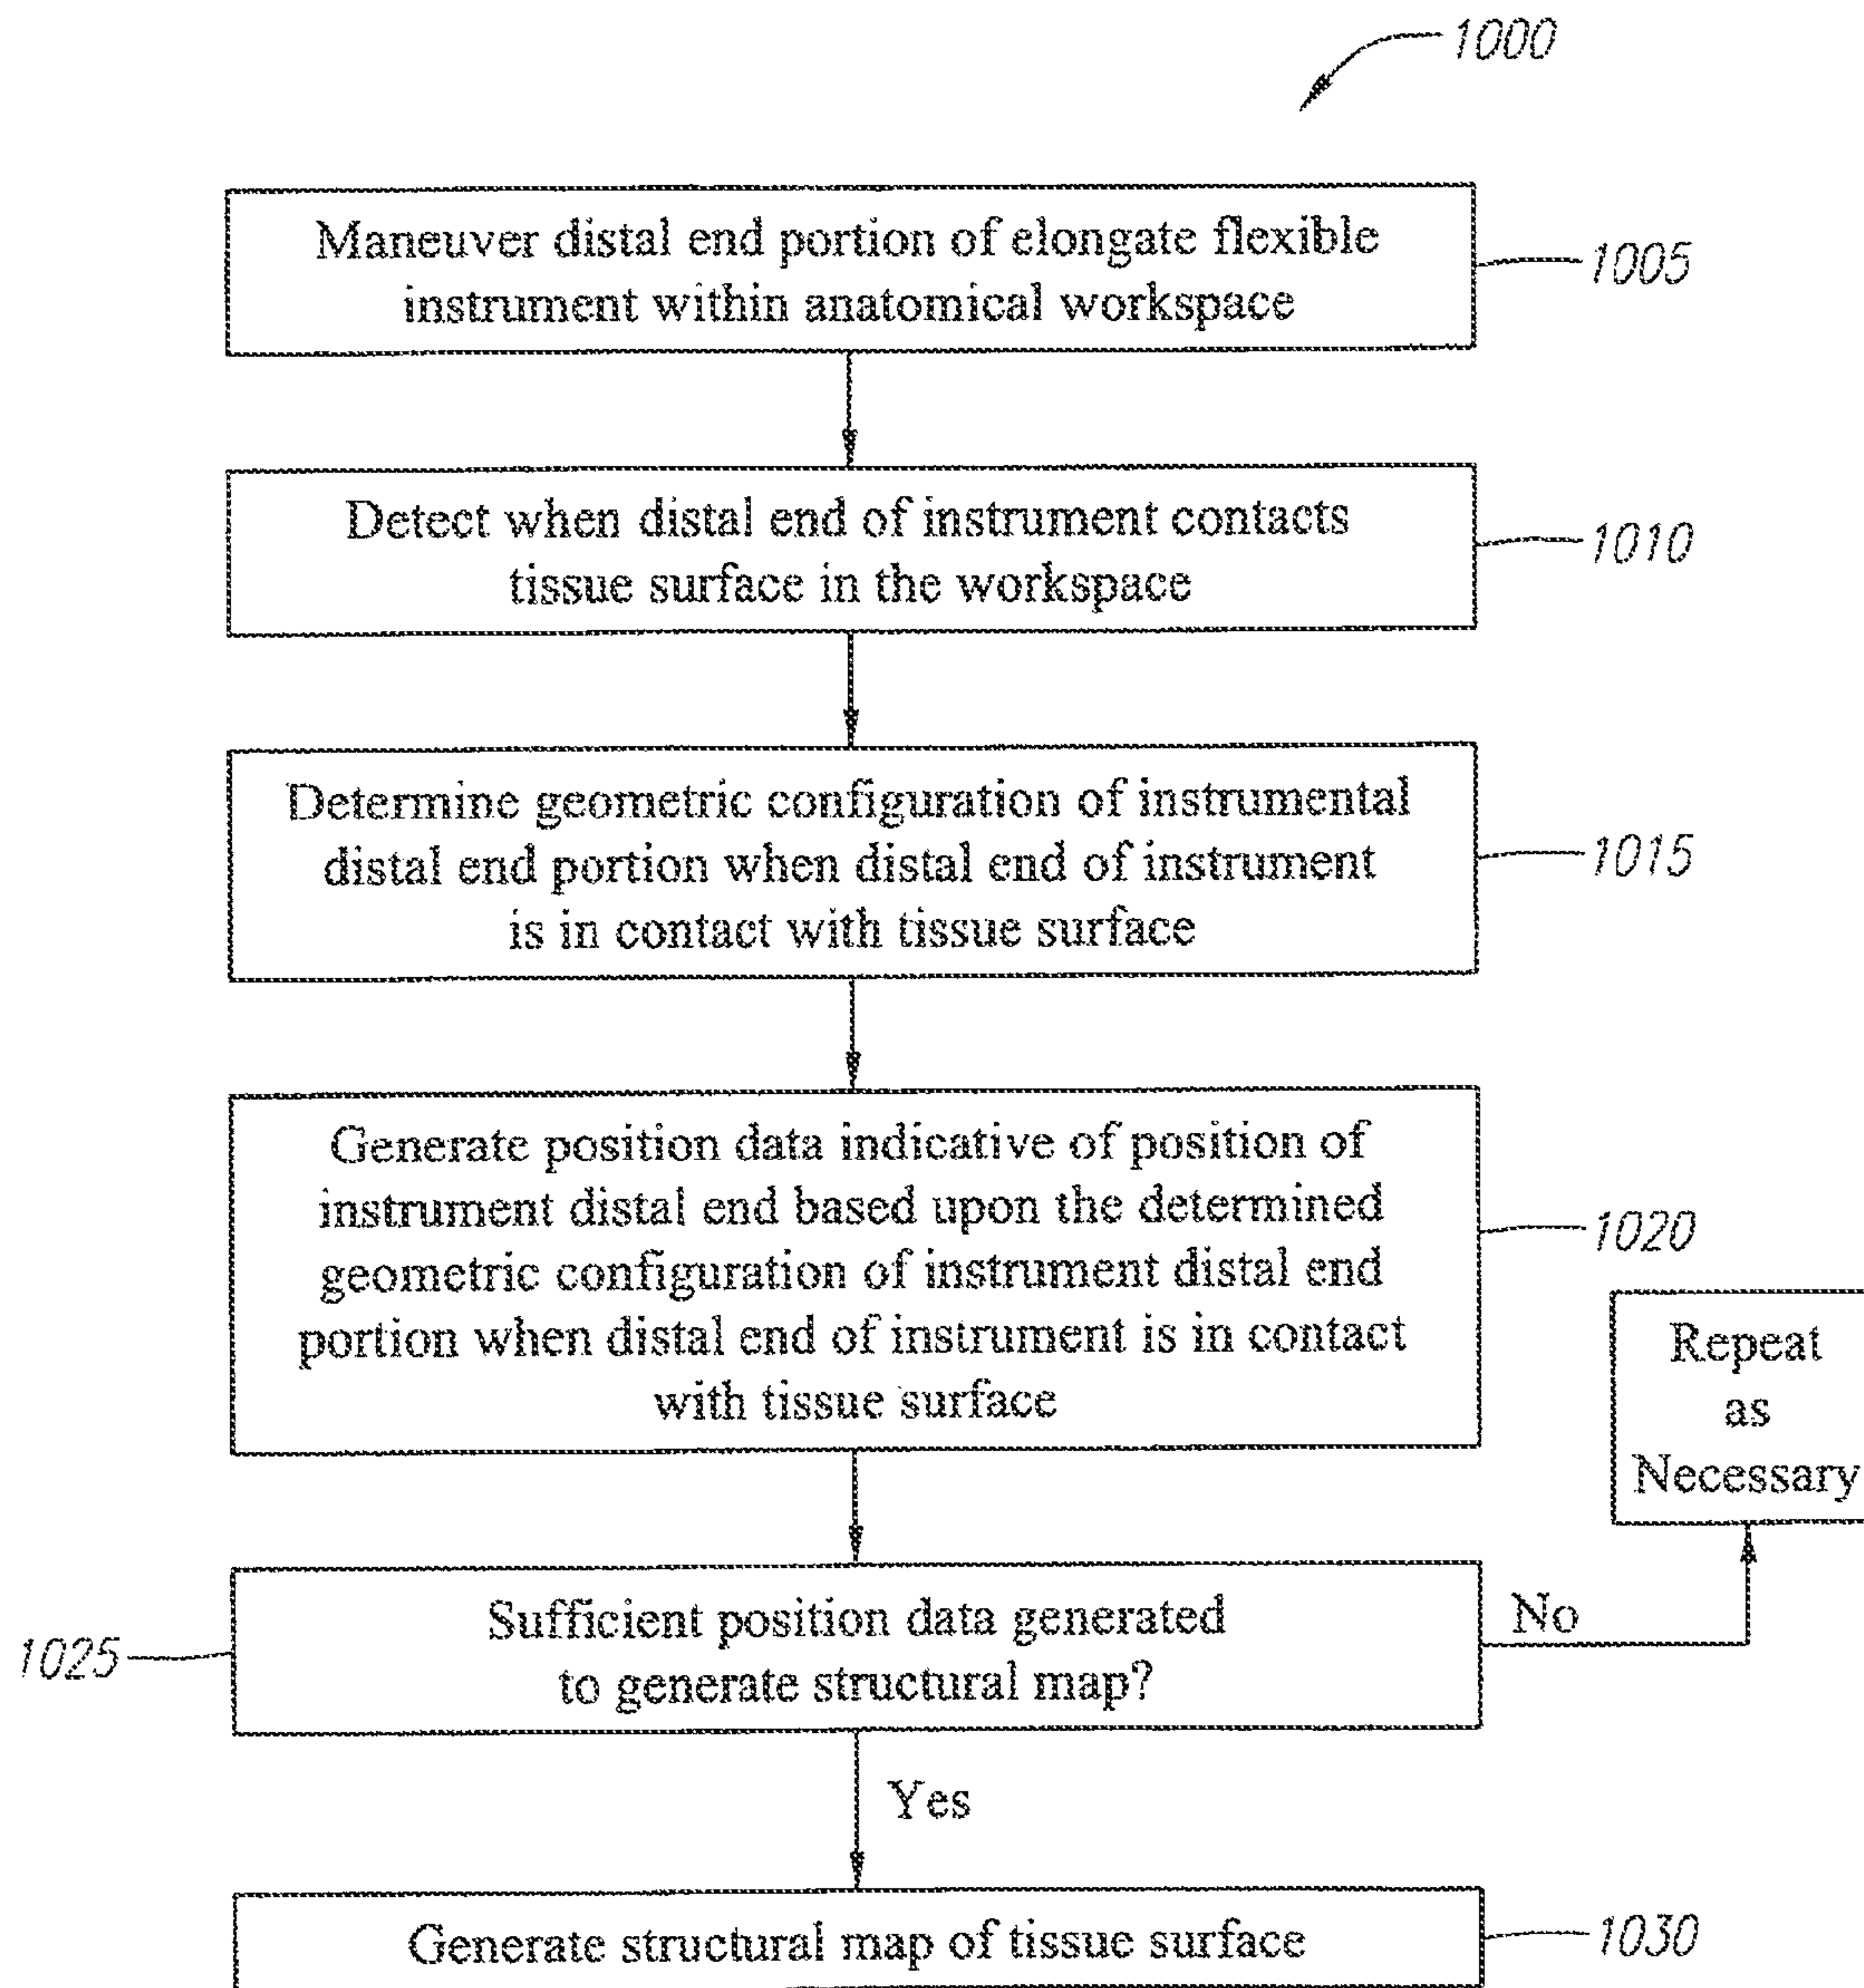 1000
Maneuver distal end portion of elongate flexible
instrument within anatomical workspace
1005
Detect when distal end of instrument contacts
tissue surface in the workspace
1010
Determine geometric configuration of instrumental
distal end portion when distal end of instrument
is in contact with tissue surface
1015
Generate position data indicative of position of
instrument distal end based upon the determined
geometric configuration of instrument distal end
portion when distal end of instrument is in contact
with tissue surface
1020
Repeat
as
Necessary
Sufficient position data generated
to generate structural map?
1025
No
Yes
Generate structural map of tissue surface
1030